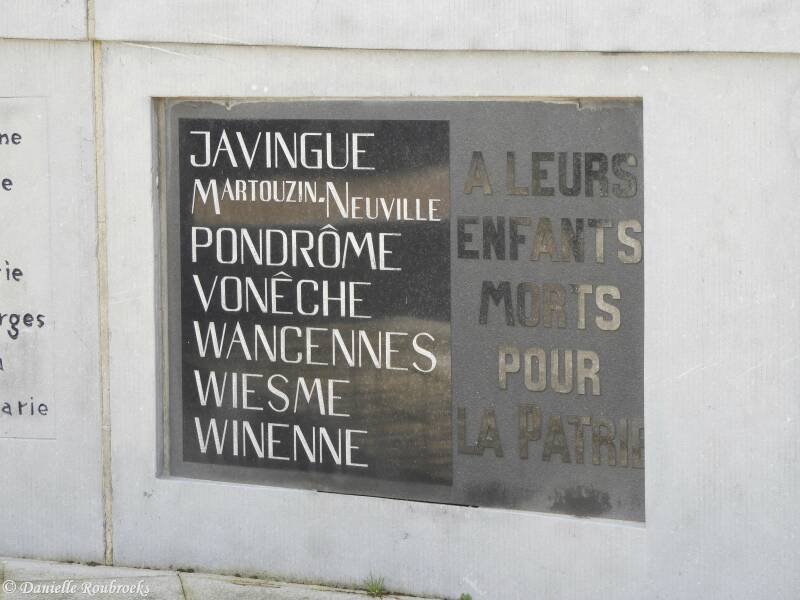 ne
e
rie
rges
n
arie
JAVINGUE
MARTOUZIN-NEUVILLE
PONDRÔME
VONÊCHE
WANCENNES
WIESME
WINENNE
A LEURS
ENFANTS
MORTS
POUR
LA PATRIE
© Danielle Roubroeks